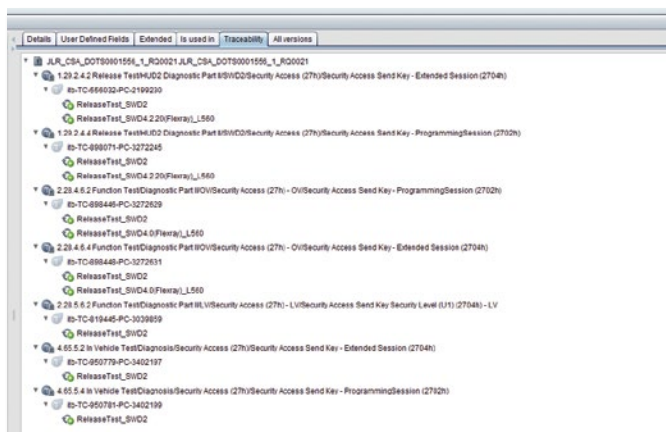 Details User Defined Fields Extended Is used in Traceability All versions
JLR_CSA_DOTS0001556_1_RQ0021 JLR_CSA_DOTS0001556_1_RQ0021
1.29.2.4.2 Release Test/HUD2 Diagnostic Part II/SWD2/Security Access (27h)/Security Access Send Key - Extended Session (2704h)
itb-TC-656032-PC-2199230
ReleaseTest_SWD2
ReleaseTest_SWD4.2.20(Flexray)_L560
1.29.2.4.4 Release Test/HUD2 Diagnostic Part II/SWD2/Security Access (27h)/Security Access Send Key - ProgrammingSession (2702h)
itb-TC-898071-PC-3272245
ReleaseTest_SWD2
ReleaseTest_SWD4.2.20(Flexray)_L560
2.28.4.6.2 Function Test/Diagnostic Part II/OV/Security Access (27h) - OV/Security Access Send Key - ProgrammingSession (2702h)
itb-TC-898446-PC-3272629
ReleaseTest_SWD2
ReleaseTest_SWD4.0(Flexray)_L560
2.28.4.6.4 Function Test/Diagnostic Part II/OV/Security Access (27h) - OV/Security Access Send Key - Extended Session (2704h)
itb-TC-898448-PC-3272631
ReleaseTest_SWD2
ReleaseTest_SWD4.0(Flexray)_L560
2.28.5.6.2 Function Test/Diagnostic Part II/LV/Security Access (27h) - LV/Security Access Send Key Security Level (U1) (2704h) - LV
itb-TC-819445-PC-3039859
ReleaseTest_SWD2
4.65.5.2 In Vehicle Test/Diagnosis/Security Access (27h)/Security Access Send Key - Extended Session (2704h)
itb-TC-950779-PC-3402197
ReleaseTest_SWD2
4.65.5.4 In Vehicle Test/Diagnosis/Security Access (27h)/Security Access Send Key - ProgrammingSession (2702h)
itb-TC-950781-PC-3402199
ReleaseTest_SWD2